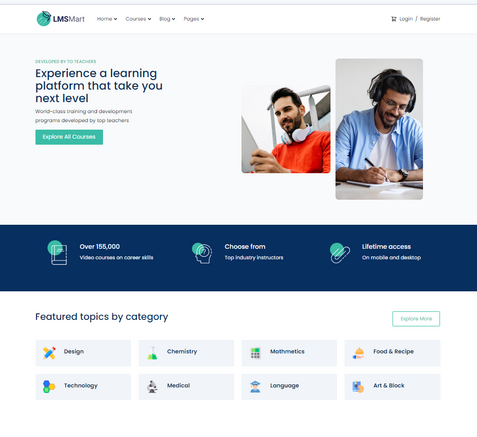 LMSMart
Home Courses Blog Pages
Login / Register
DEVELOPED BY TO TEACHERS
Experience a learning
platform that take you
next level
World-class training and development
programs developed by top teachers
Explore All Courses
Over 155,000
Video courses on career skills
Choose from
Top industry instructors
Lifetime access
On mobile and desktop
Featured topics by category
Explore More
Design
Chemistry
Mathmetics
Food & Recipe
Technology
Medical
Language
Art & Block